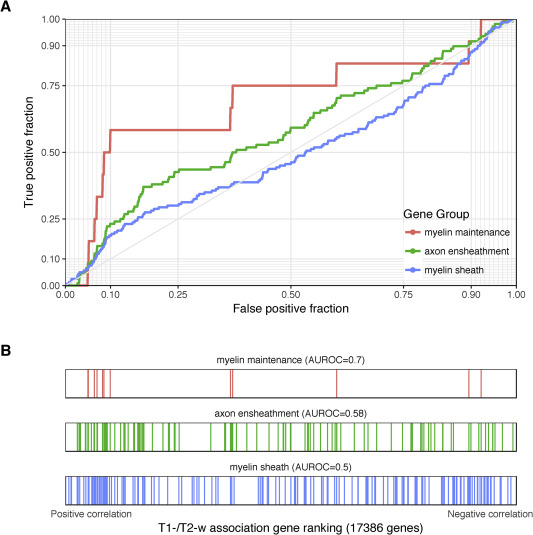 A
1.00
0.90
0.75
0.50
0.25
0.10
0.00
True positive fraction
Gene Group
myelin maintenance
axon ensheathment
myelin sheath
0.00
0.10
0.25
0.50
0.75
0.90
1.00
False positive fraction
B
myelin maintenance (AUROC=0.7)
axon ensheathment (AUROC=0.58)
myelin sheath (AUROC=0.5)
Positive correlation
Negative correlation
T1-/T2-w association gene ranking (17386 genes)